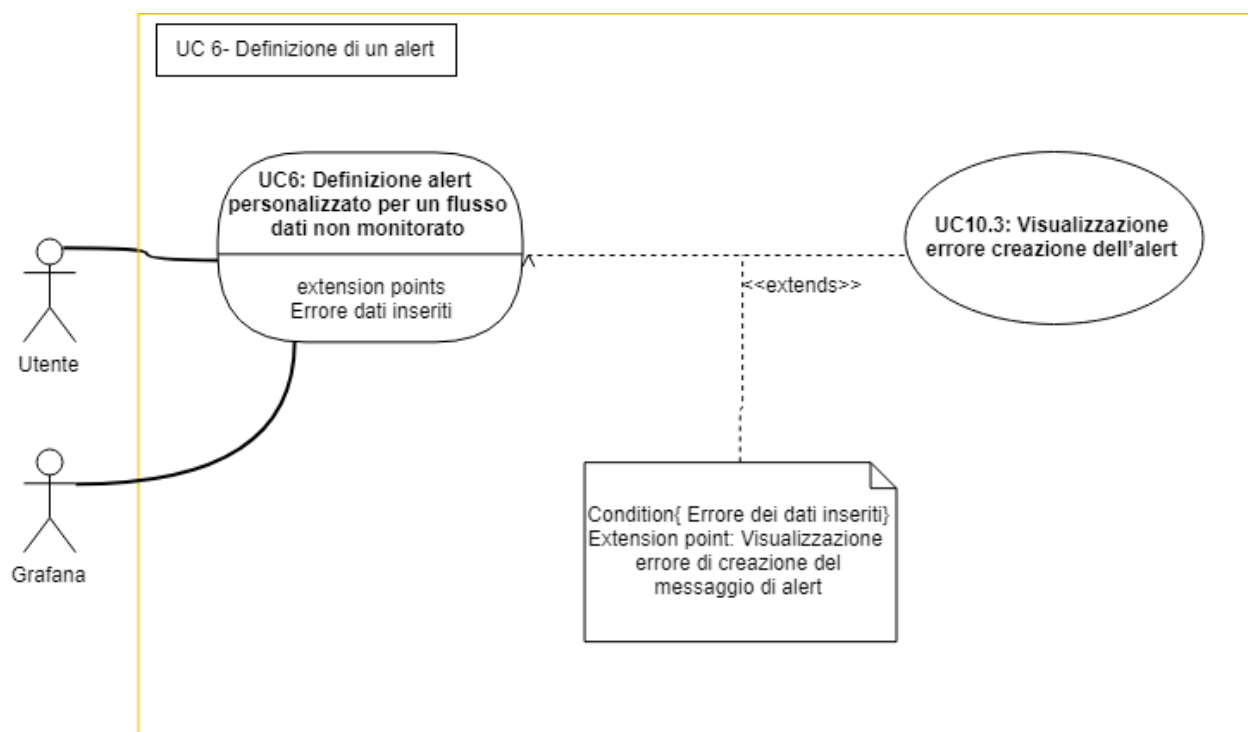 UC 6- Definizione di un alert
UC6: Definizione alert
personalizzato per un flusso
dati non monitorato
extension points
Errore dati inseriti
UC10.3: Visualizzazione
errore creazione dell'alert
<<extends>>
Utente
Grafana
Condition{ Errore dei dati inseriti}
Extension point: Visualizzazione
errore di creazione del
messaggio di alert